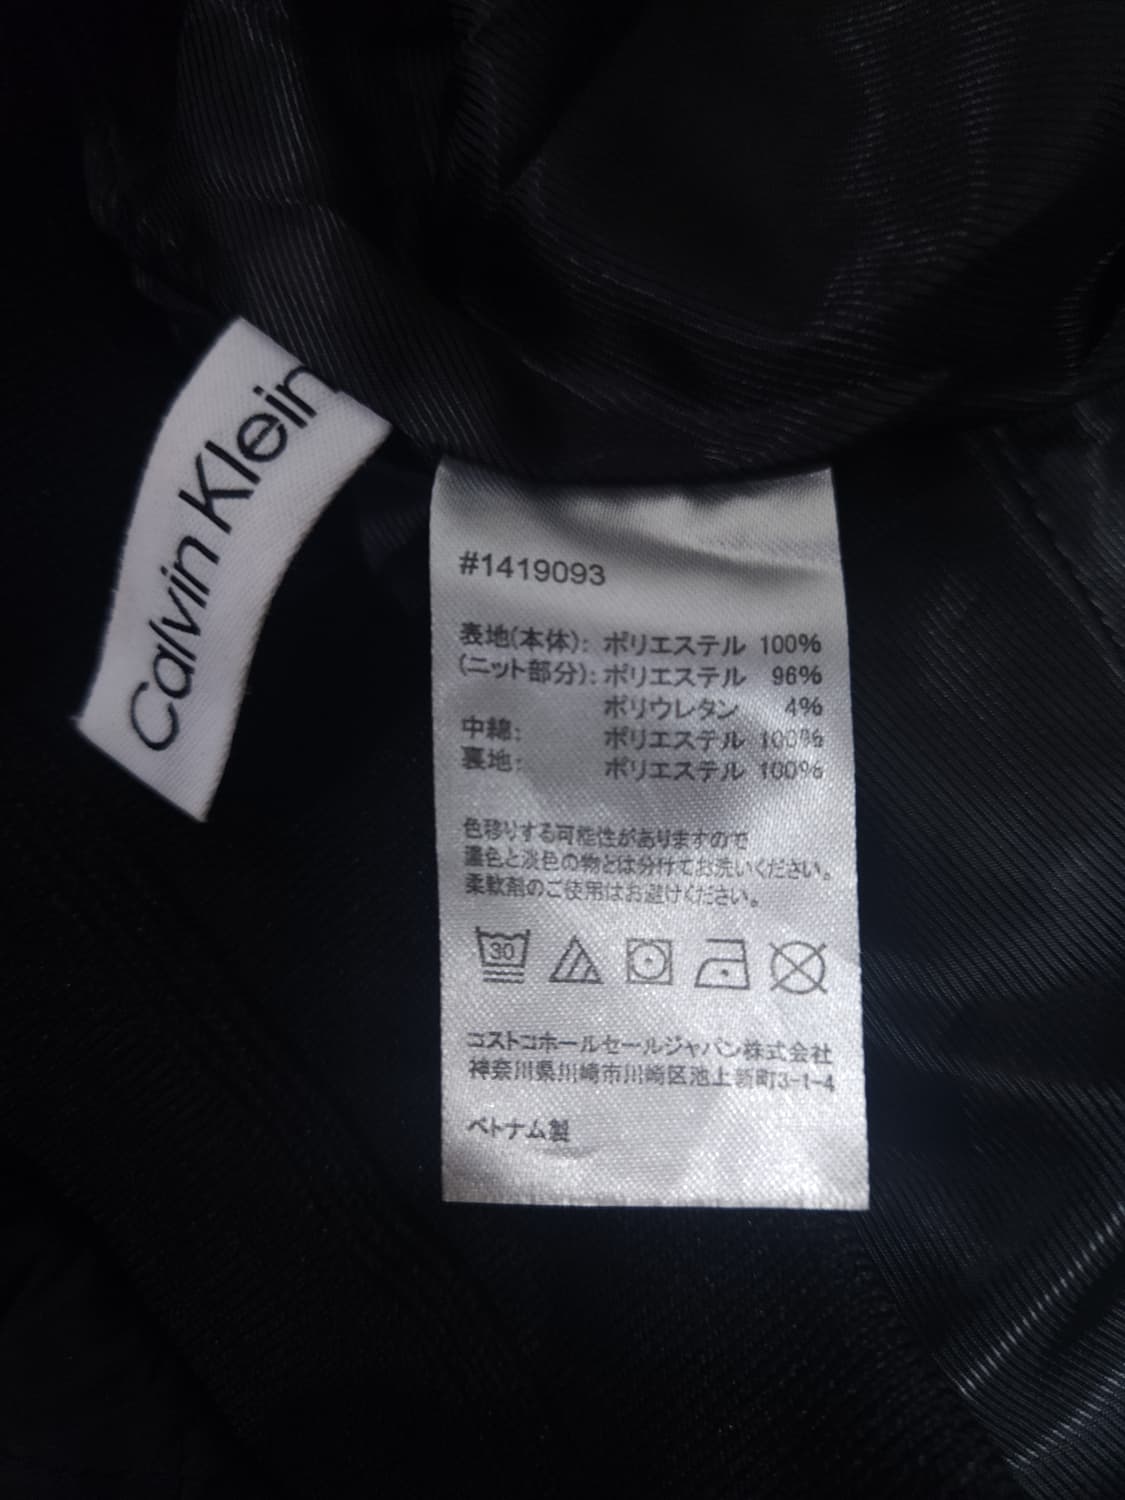 Calvin Klein
#1419093
表地(本体): ポリエステル 100%
(ニット部分): ポリエステル 96%
ポリウレタン 4%
中綿: ポリエステル 100%
裏地: ポリエステル 100%
色移りする可能性がありますので
濃色と淡色の物とは分けてお洗いください。
柔軟剤のご使用はお避けください。
30
コストコホールセールジャパン株式会社
神奈川県川崎市川崎区池上新町3-1-4
ベトナム製